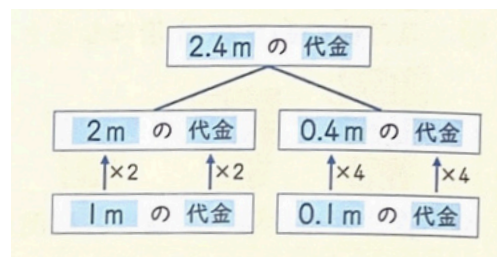 2.4m の 代金
2m の 代金
0.4m の 代金
×2
×2
×4
×4
1m の 代金
0.1m の 代金